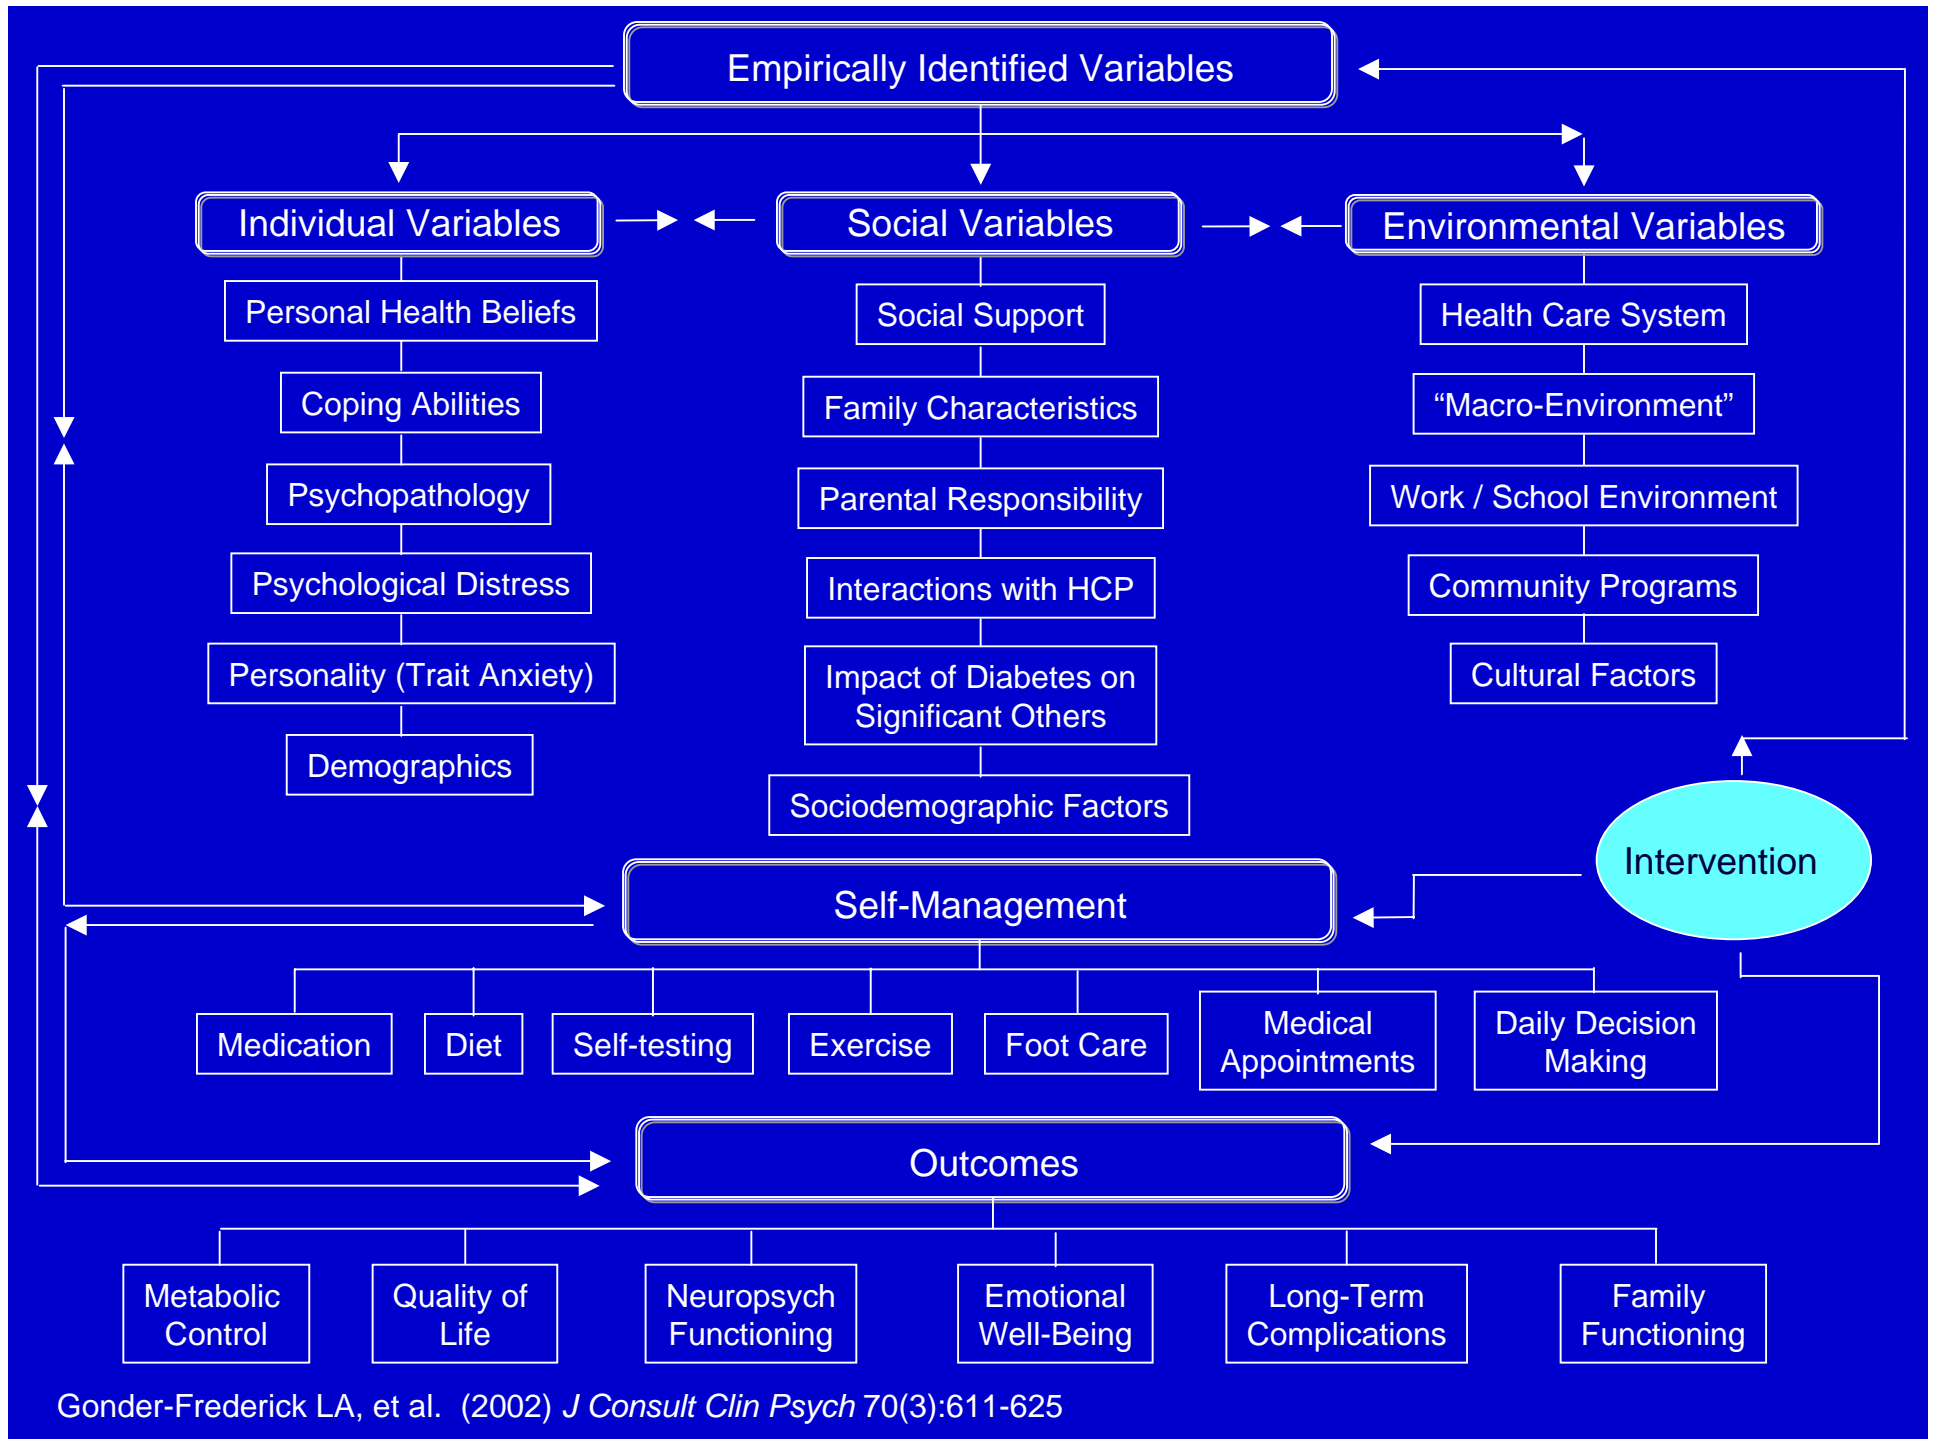 Empirically Identified Variables
Individual Variables
Social Variables
Environmental Variables
Personal Health Beliefs
Coping Abilities
Psychopathology
Psychological Distress
Personality (Trait Anxiety)
Demographics
Social Support
Family Characteristics
Parental Responsibility
Interactions with HCP
Impact of Diabetes on
Significant Others
Sociodemographic Factors
Health Care System
“Macro-Environment”
Work / School Environment
Community Programs
Cultural Factors
Intervention
Self-Management
Medication
Diet
Self-testing
Exercise
Foot Care
Medical
Appointments
Daily Decision
Making
Outcomes
Metabolic
Control
Quality of
Life
Neuropsych
Functioning
Emotional
Well-Being
Long-Term
Complications
Family
Functioning
Gonder-Frederick LA, et al.  (2002) J Consult Clin Psych 70(3):611-625